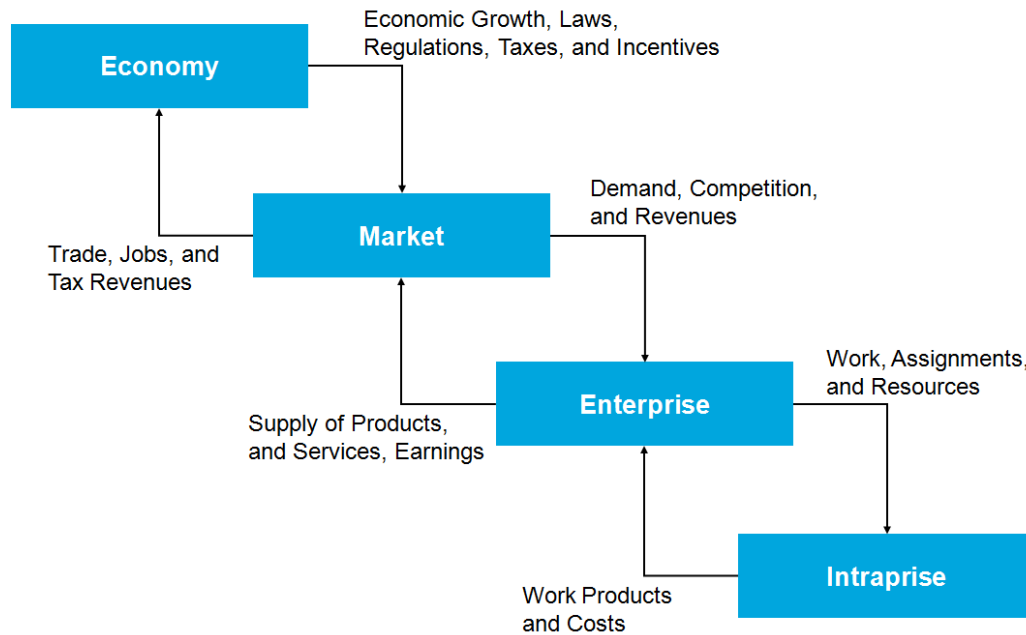 Economic Growth, Laws,
Regulations, Taxes, and Incentives
Economy
Demand, Competition,
and Revenues
Market
Trade, Jobs, and
Tax Revenues
Work, Assignments,
and Resources
Enterprise
Supply of Products,
and Services, Earnings
Intraprise
Work Products
and Costs